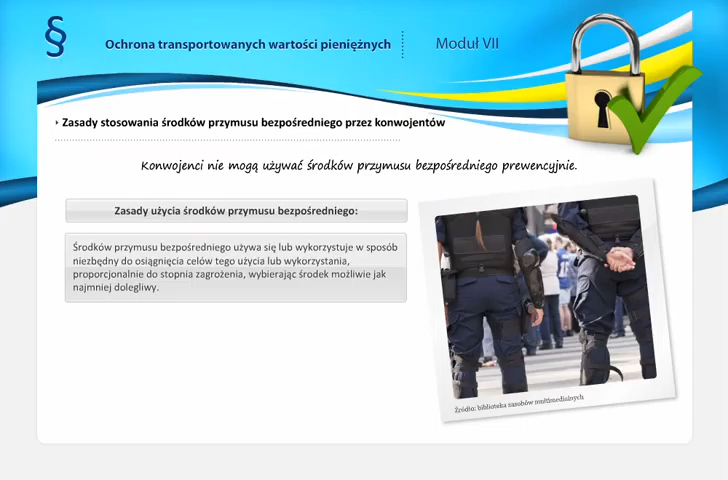 §
Ochrona transportowanych wartości pieniężnych
Moduł VII
Zasady stosowania środków przymusu bezpośredniego przez konwojentów
Konwojenci nie mogą używać środków przymusu bezpośredniego prewencyjnie.
Zasady użycia środków przymusu bezpośredniego:
Środków przymusu bezpośredniego używa się lub wykorzystuje w sposób
niezbędny do osiągnięcia celów tego użycia lub wykorzystania,
proporcjonalnie do stopnia zagrożenia, wybierając środek możliwie jak
najmniej dolegliwy.
Źródło: biblioteka zasobów multimedialnych